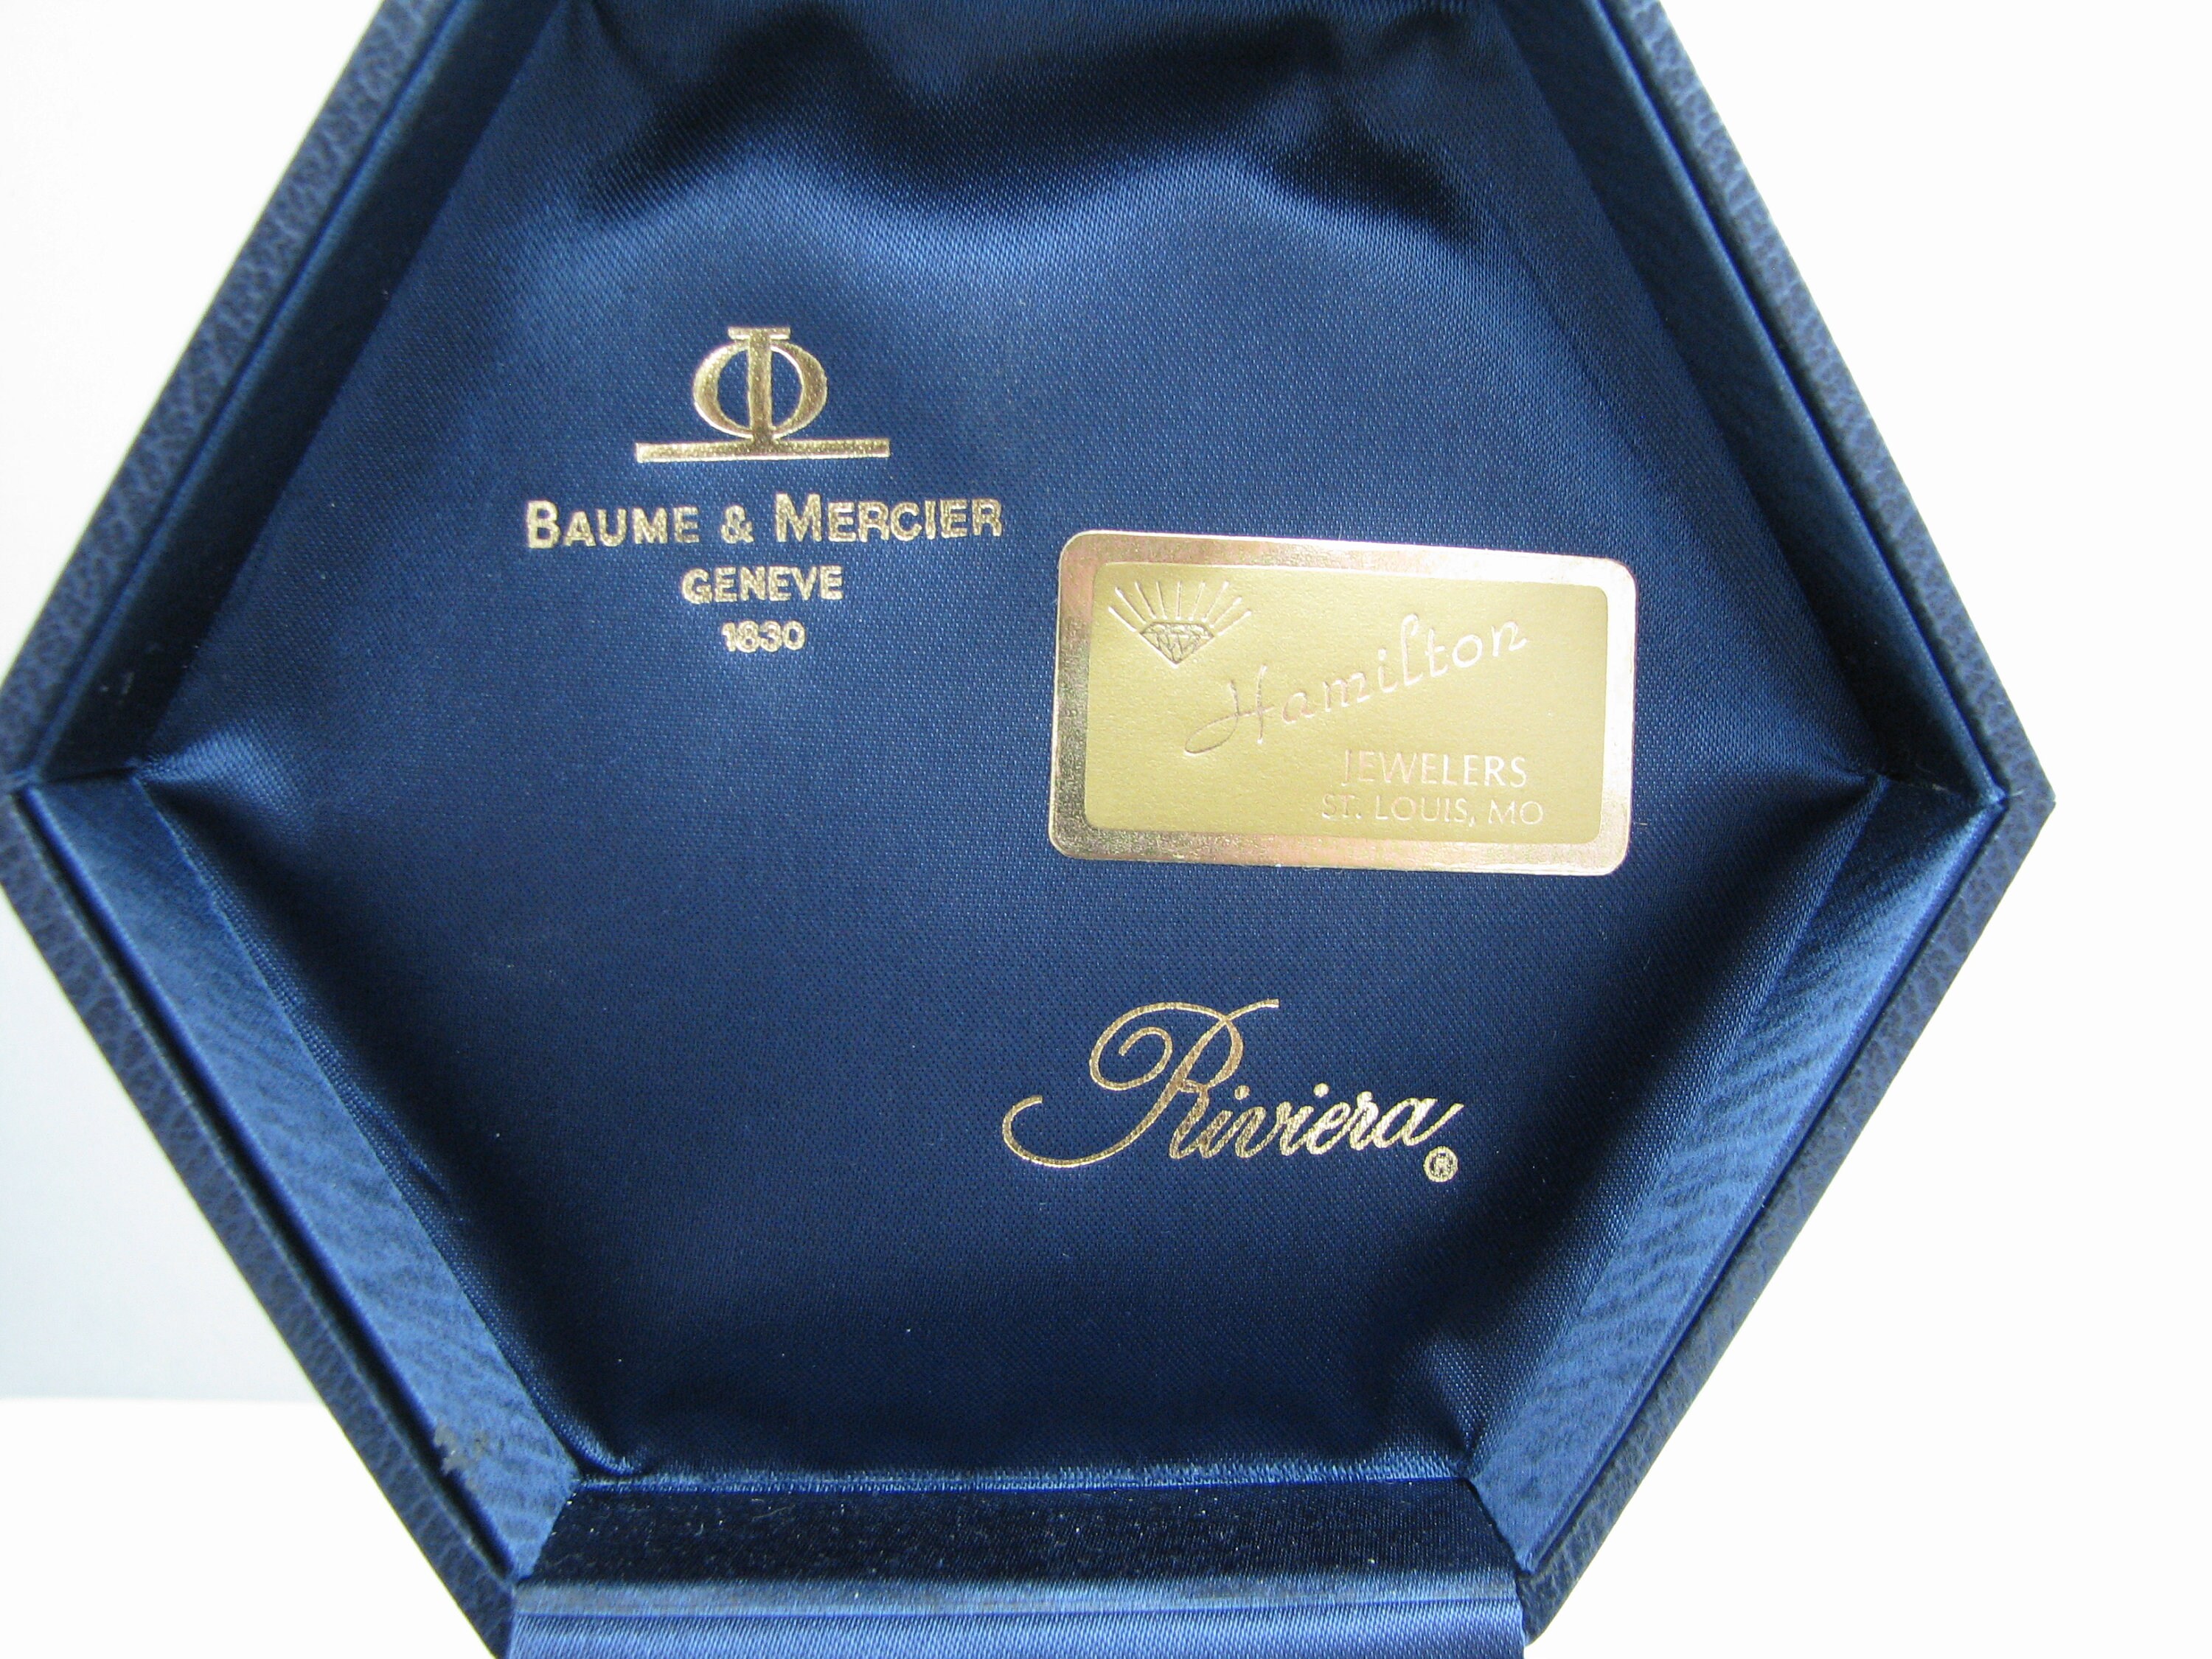 BAUME & MERCIER
GENEVE
1830
Hamilton
JEWELERS
ST. LOUIS, MO
Riviera®